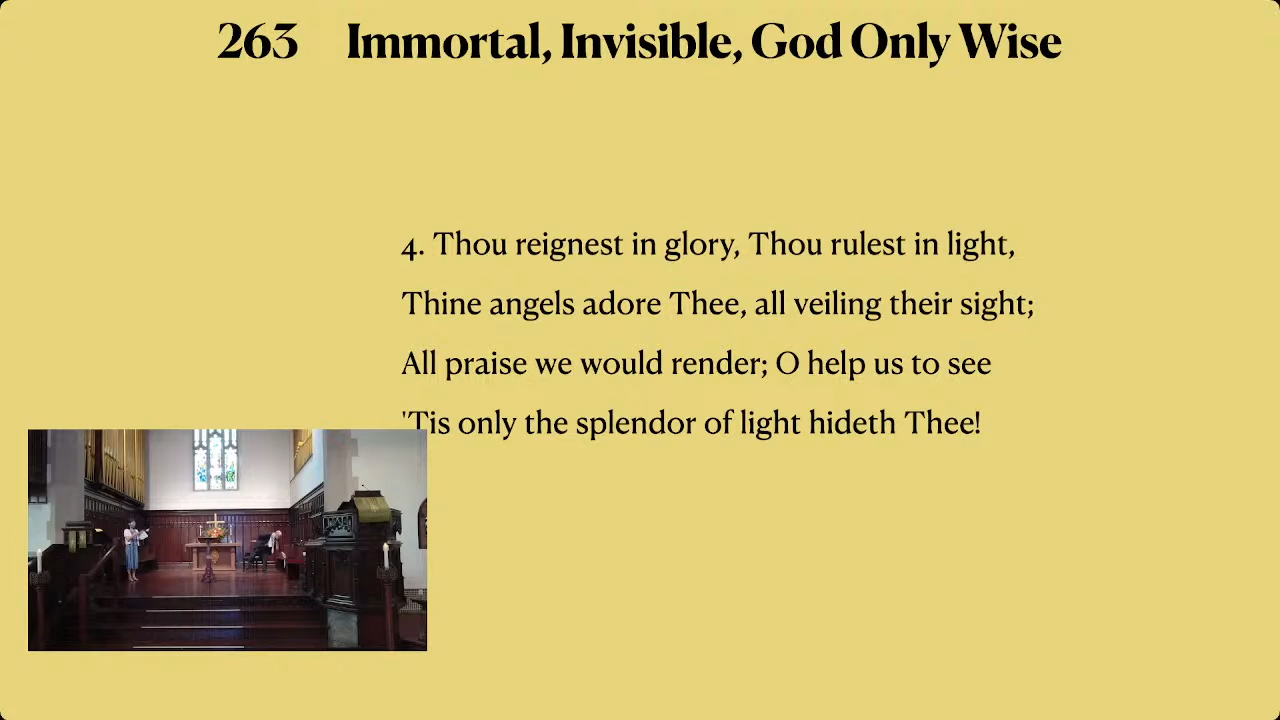 263 Immortal, Invisible, God Only Wise
4. Thou reignest in glory, Thou rulest in light,
Thine angels adore Thee, all veiling their sight;
All praise we would render; O help us to see
'Tis only the splendor of light hideth Thee!